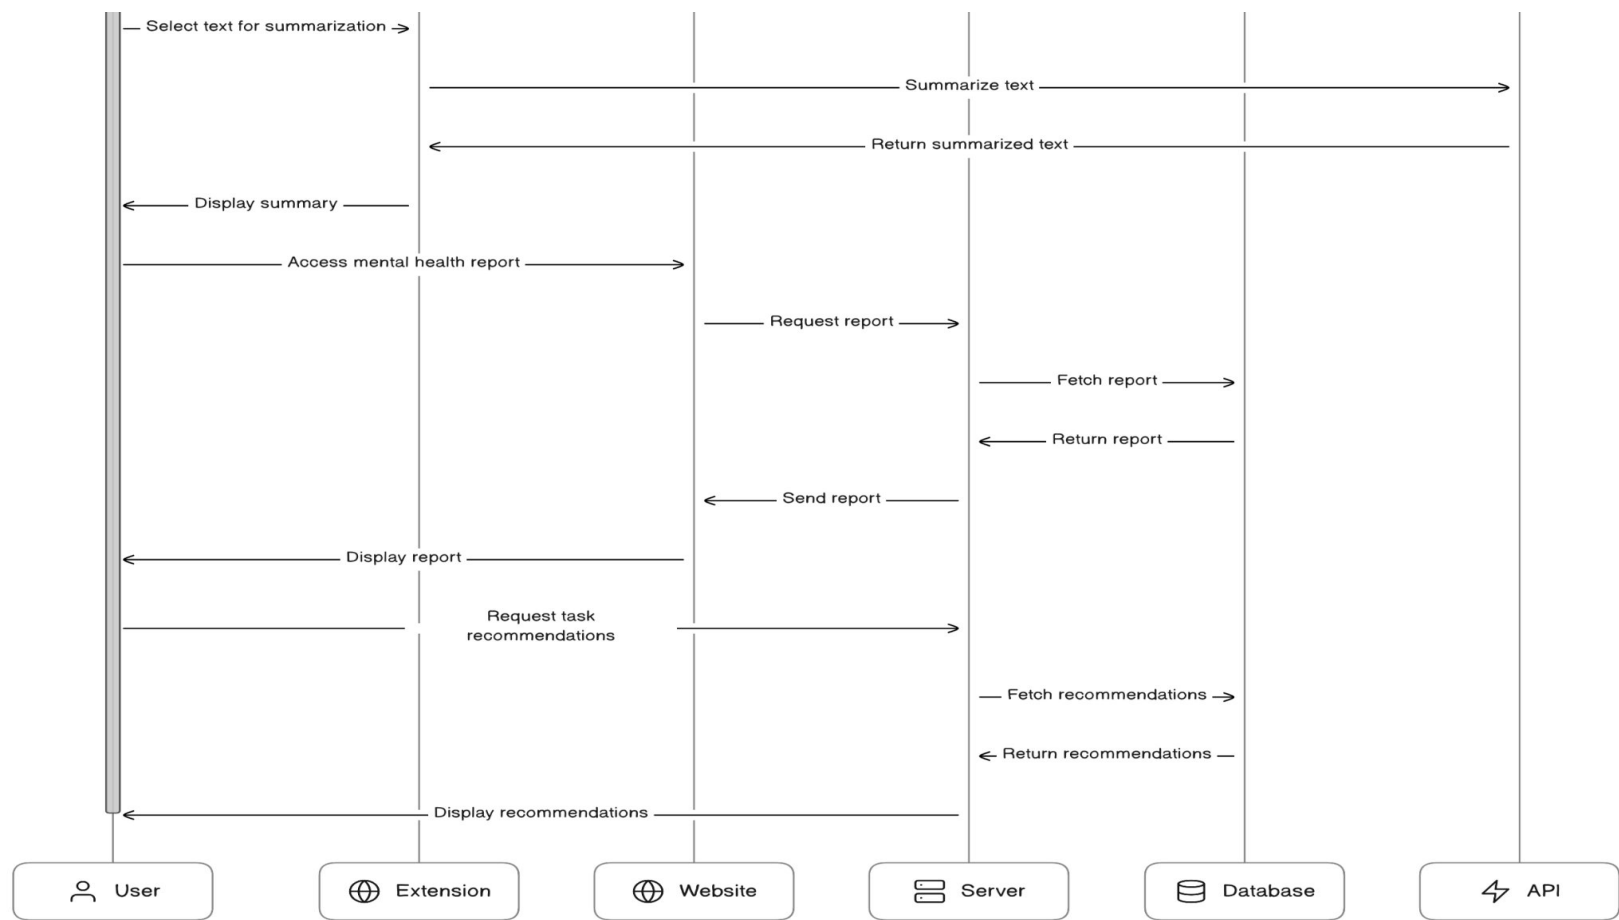 Select text for summarization
Summarize text
Return summarized text
Display summary
Access mental health report
Request report
Fetch report
Return report
Send report
Display report
Request task
recommendations
Fetch recommendations
Return recommendations
Display recommendations
User
Extension
Website
Server
Database
API